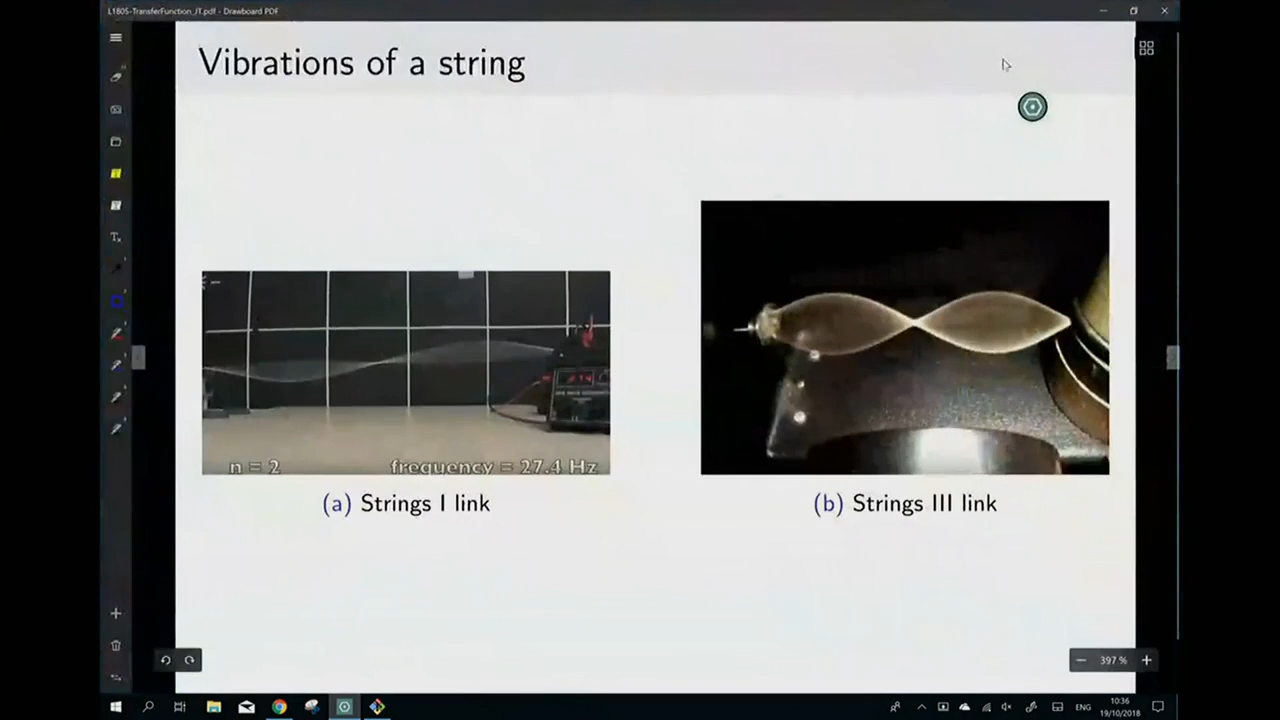 L1805-TransferFunction_JT.pdf - Drawboard PDF
Vibrations of a string
n = 2
frequency = 27.4 Hz
(a) Strings I link
(b) Strings III link
397 %
ENG
10:36
19/10/2018